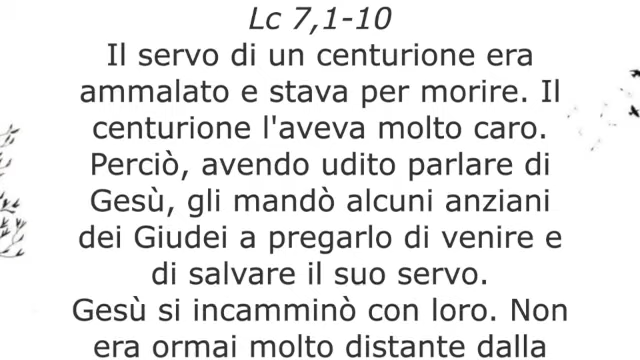 Lc 7,1-10
Il servo di un centurione era
ammalato e stava per morire. Il
centurione l'aveva molto caro.
Perciò, avendo udito parlare di
Gesù, gli mandò alcuni anziani
dei Giudei a pregarlo di venire e
di salvare il suo servo.
Gesù si incamminò con loro. Non
era ormai molto distante dalla